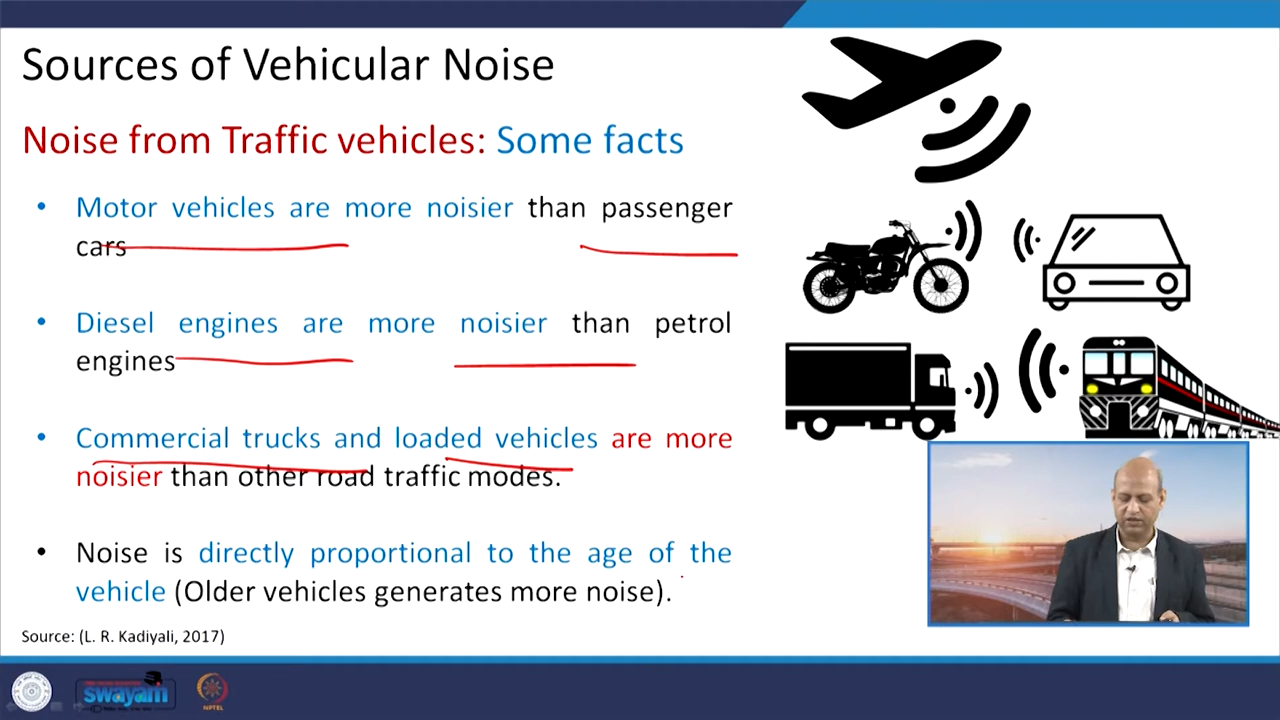 Sources of Vehicular Noise
Noise from Traffic vehicles: Some facts
• Motor vehicles are more noisier than passenger
cars
• Diesel engines are more noisier than petrol
engines
• Commercial trucks and loaded vehicles are more
noisier than other road traffic modes.
• Noise is directly proportional to the age of the
vehicle (Older vehicles generates more noise).
Source: (L. R. Kadiyali, 2017)
swayam
NPTEL